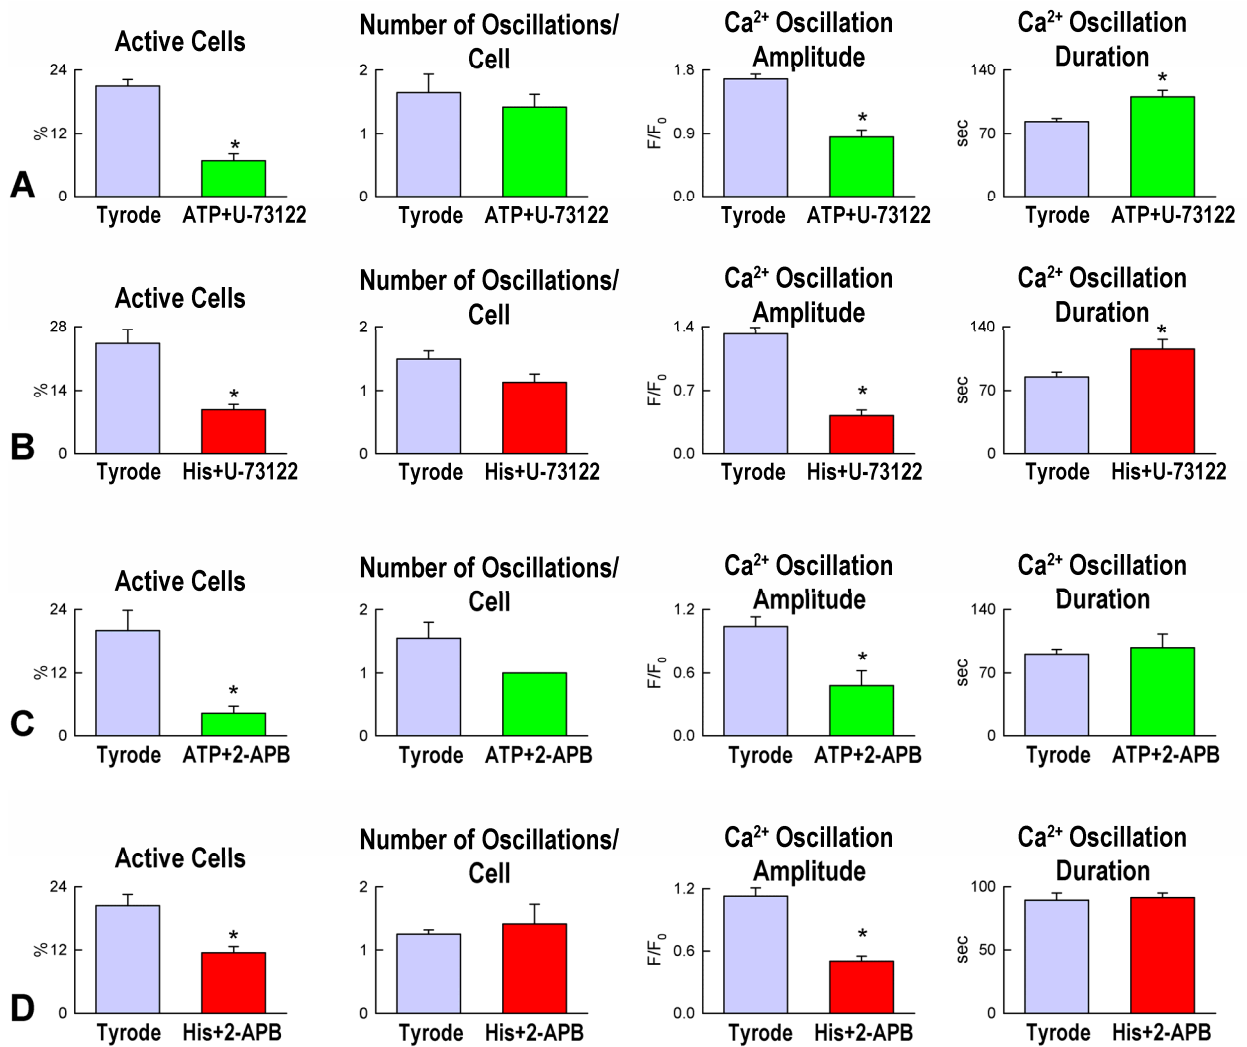 Active Cells
24
12
0
%
*
Tyrode
ATP+U-73122
Number of Oscillations/
Cell
2
1
0
Tyrode
ATP+U-73122
Ca2+ Oscillation
Amplitude
1.8
0.9
0.0
F/F0
*
Tyrode
ATP+U-73122
Ca2+ Oscillation
Duration
140
70
0
sec
*
Tyrode
ATP+U-73122
A
Active Cells
28
14
0
%
*
Tyrode
His+U-73122
Number of Oscillations/
Cell
2
1
0
Tyrode
His+U-73122
Ca2+ Oscillation
Amplitude
1.4
0.7
0.0
F/F0
*
Tyrode
His+U-73122
Ca2+ Oscillation
Duration
140
70
0
sec
*
Tyrode
His+U-73122
B
Active Cells
24
12
0
%
*
Tyrode
ATP+2-APB
Number of Oscillations/
Cell
2
1
0
Tyrode
ATP+2-APB
Ca2+ Oscillation
Amplitude
1.2
0.6
0.0
F/F0
*
Tyrode
ATP+2-APB
Ca2+ Oscillation
Duration
140
70
0
sec
Tyrode
ATP+2-APB
C
Active Cells
24
12
0
%
*
Tyrode
His+2-APB
Number of Oscillations/
Cell
2
1
0
Tyrode
His+2-APB
Ca2+ Oscillation
Amplitude
1.2
0.6
0.0
F/F0
*
Tyrode
His+2-APB
Ca2+ Oscillation
Duration
100
50
0
sec
Tyrode
His+2-APB
D